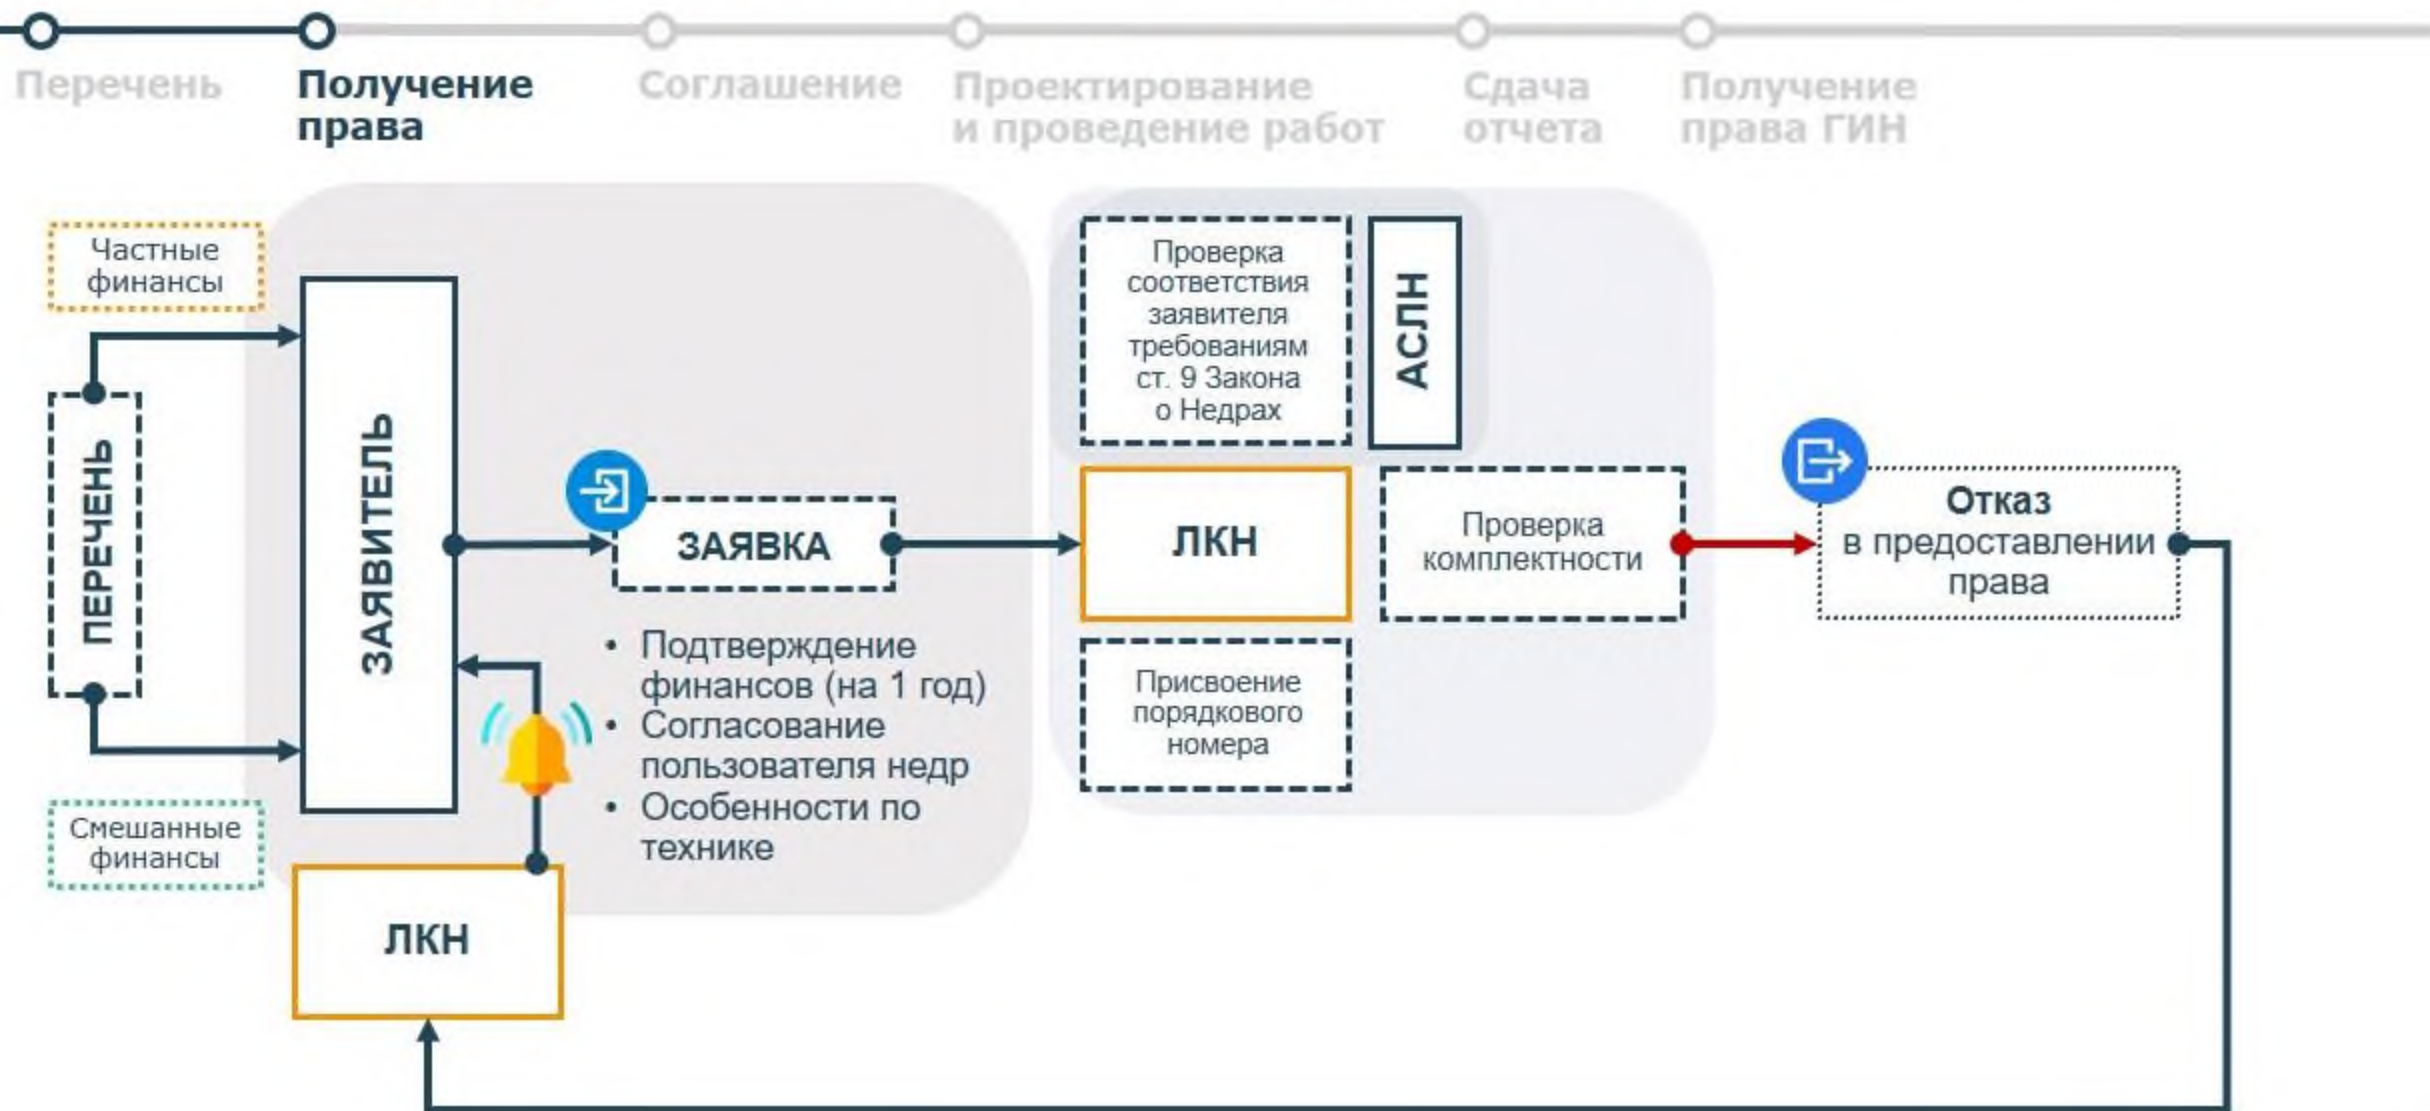 Перечень
Получение
права
Соглашение
Проектирование
и проведение работ
Сдача
отчета
Получение
права ГИН
Частные
финансы
ПЕРЕЧЕНЬ
Смешанные
финансы
ЗАЯВИТЕЛЬ
ЗАЯВКА
• Подтверждение
финансов (на 1 год)
• Согласование
пользователя недр
• Особенности по
технике
ЛКН
Проверка
соответствия
заявителя
требованиям
ст. 9 Закона
о Недрах
АСЛН
ЛКН
Проверка
комплектности
Присвоение
порядкового
номера
Отказ
в предоставлении
права